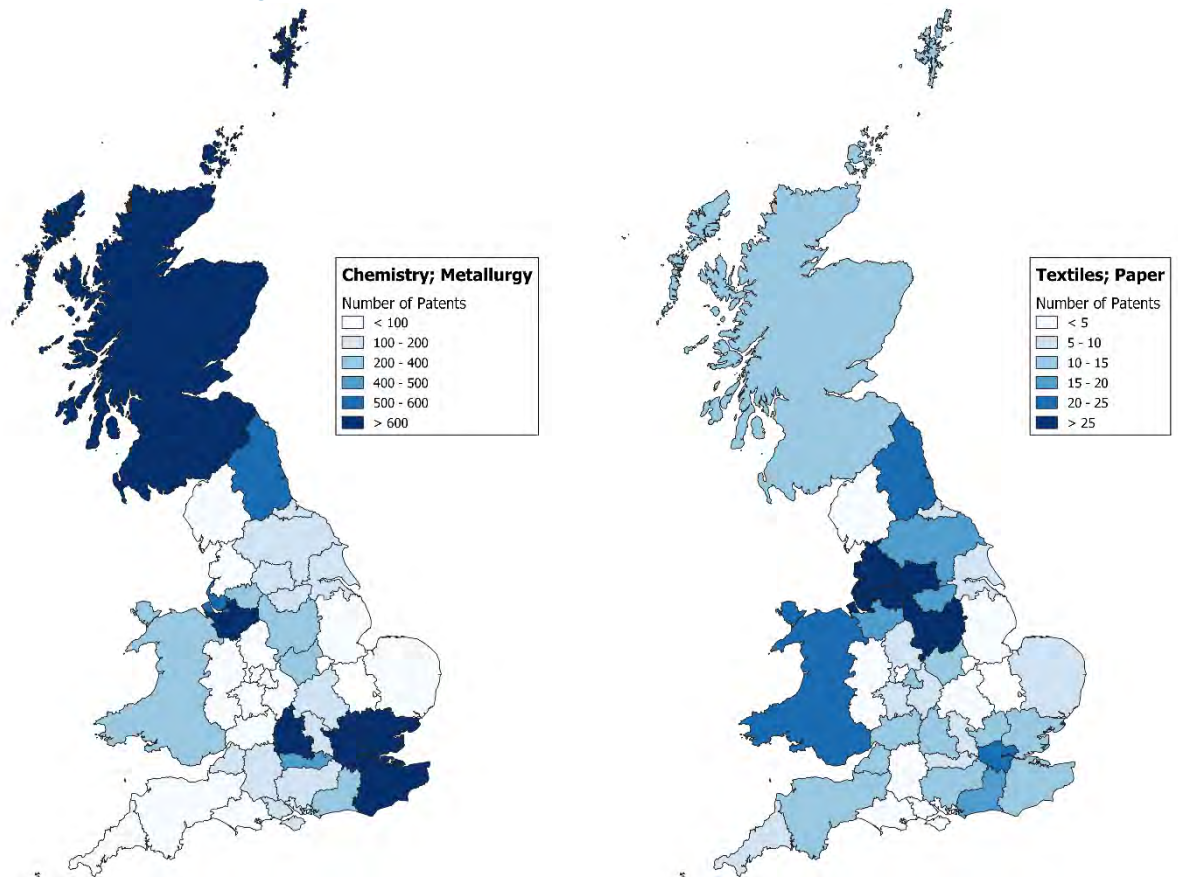 Chemistry; Metallurgy
Number of Patents
< 100
100 - 200
200 - 400
400 - 500
500 - 600
> 600
Textiles; Paper
Number of Patents
< 5
5 - 10
10 - 15
15 - 20
20 - 25
> 25